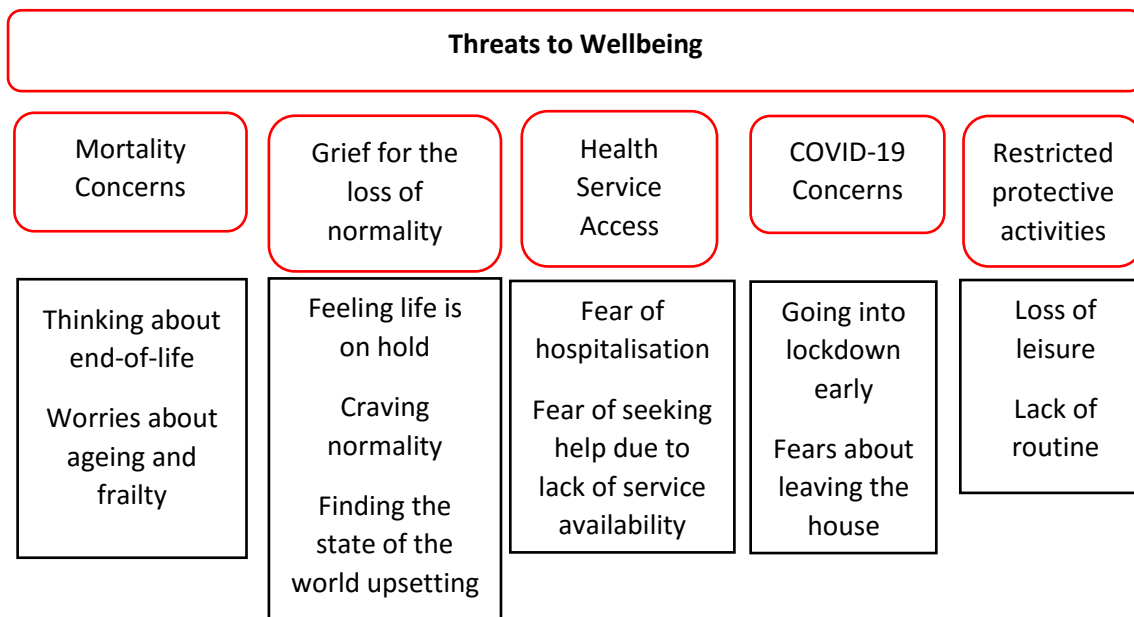 Threats to Wellbeing
Mortality
Concerns
Grief for the
loss of
normality
Health
Service
Access
COVID-19
Concerns
Restricted
protective
activities
Thinking about
end-of-life
Worries about
ageing and
frailty
Feeling life is
on hold
Craving
normality
Finding the
state of the
world upsetting
Fear of
hospitalisation
Fear of seeking
help due to
lack of service
availability
Going into
lockdown
early
Fears about
leaving the
house
Loss of
leisure
Lack of
routine